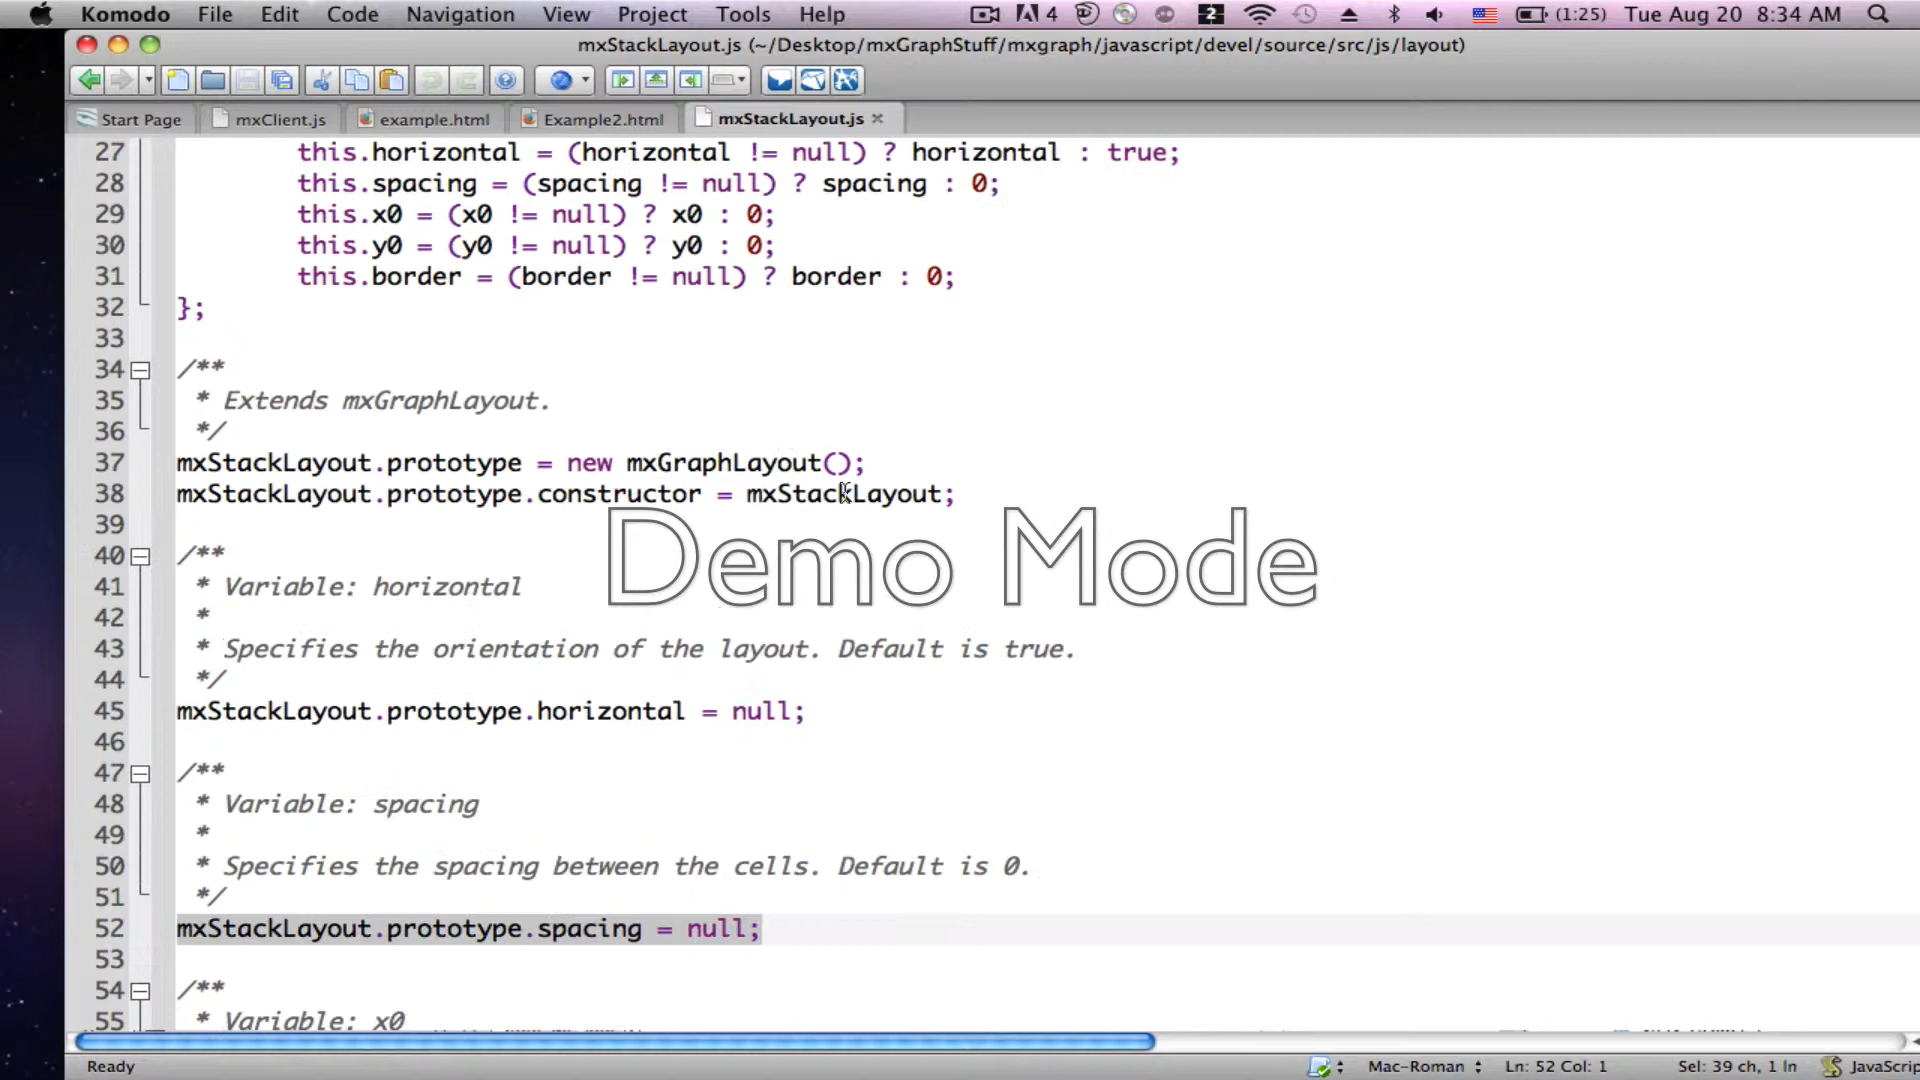 Komodo File Edit Code Navigation View Project Tools Help 4 2 (1:25) Tue Aug 20 8:34 AM
mxStackLayout.js (~/Desktop/mxGraphStuff/mxgraph/javascript/devel/source/src/js/layout)
Start Page mxClient.js example.html Example2.html mxStackLayout.js
27 this.horizontal = (horizontal != null) ? horizontal : true;
28 this.spacing = (spacing != null) ? spacing : 0;
29 this.x0 = (x0 != null) ? x0 : 0;
30 this.y0 = (y0 != null) ? y0 : 0;
31 this.border = (border != null) ? border : 0;
32 };
33
34 /**
35 * Extends mxGraphLayout.
36 */
37 mxStackLayout.prototype = new mxGraphLayout();
38 mxStackLayout.prototype.constructor = mxStackLayout;
39
Demo Mode
40 /**
41 * Variable: horizontal
42 *
43 * Specifies the orientation of the layout. Default is true.
44 */
45 mxStackLayout.prototype.horizontal = null;
46
47 /**
48 * Variable: spacing
49 *
50 * Specifies the spacing between the cells. Default is 0.
51 */
52 mxStackLayout.prototype.spacing = null;
53
54 /**
55 * Variable: x0
Ready Mac-Roman Ln: 52 Col: 1 Sel: 39 ch, 1 ln JavaScrip